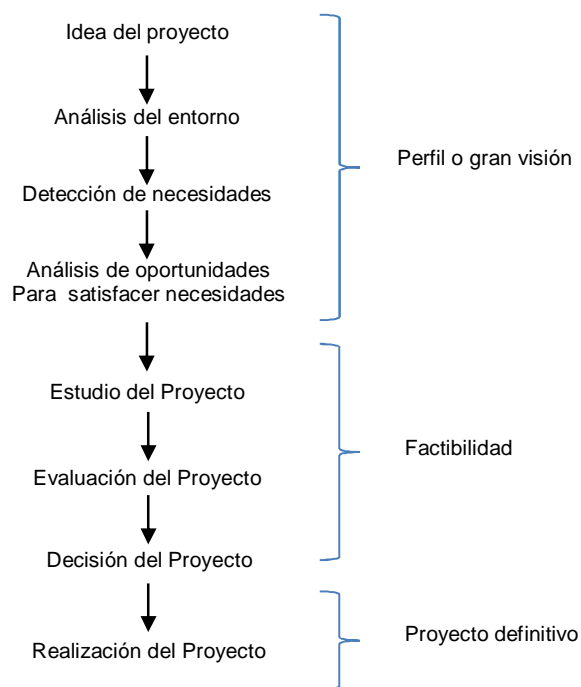 Idea del proyecto
Análisis del entorno
Perfil o gran visión
Detección de necesidades
Análisis de oportunidades
Para satisfacer necesidades
Estudio del Proyecto
Factibilidad
Evaluación del Proyecto
Decisión del Proyecto
Proyecto definitivo
Realización del Proyecto